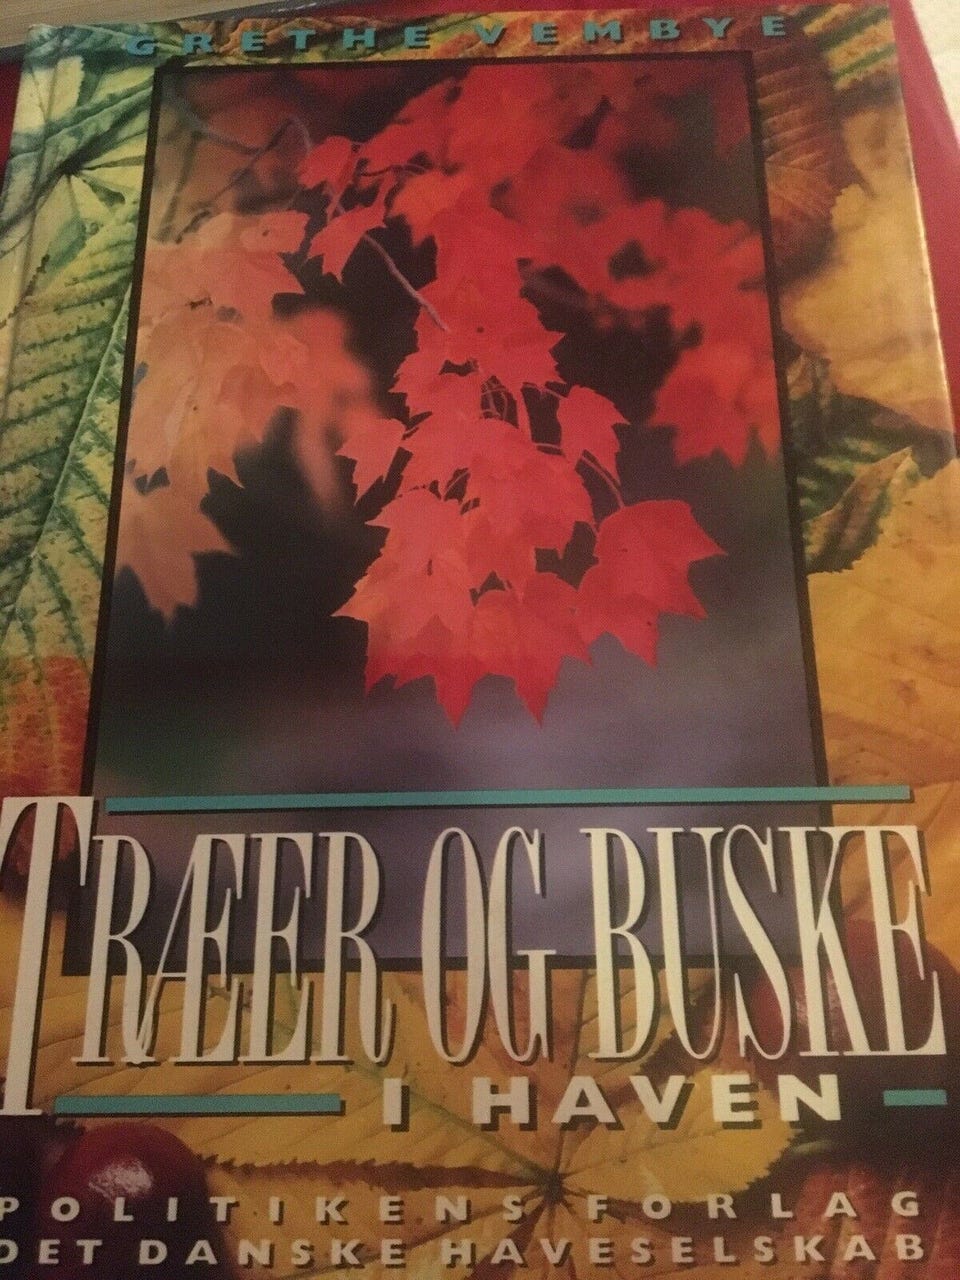 GRETHE VEMBYE
TRÆER OG BUSKE
I HAVEN
POLITIKENS FORLAG
DET DANSKE HAVESELSKAB